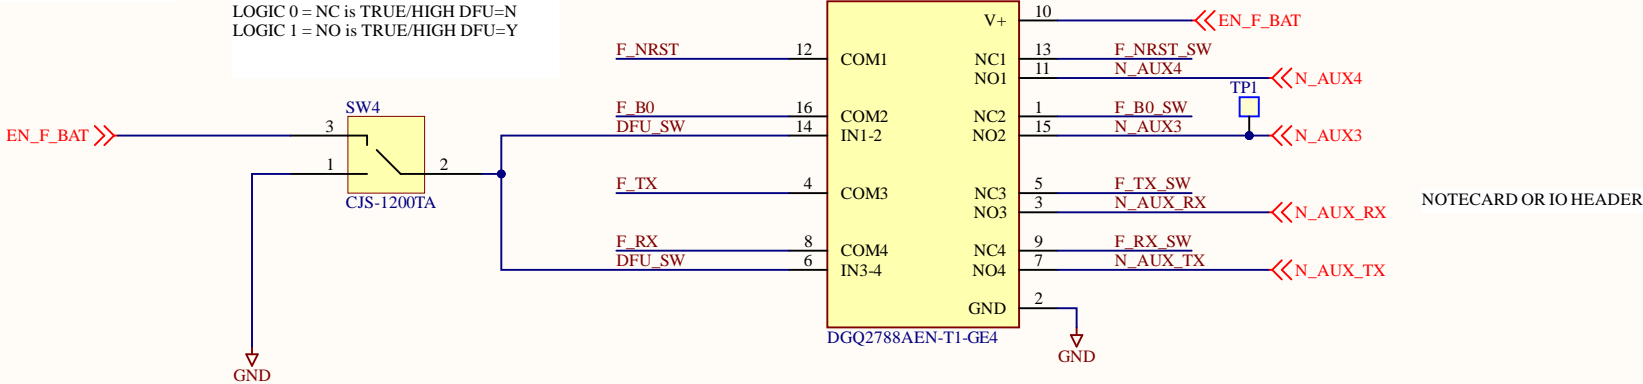 LOGIC 0 = NC is TRUE/HIGH DFU=N
LOGIC 1 = NO is TRUE/HIGH DFU=Y
V+
10
EN_F_BAT
F_NRST
12
COM1
NC1
13
F_NRST_SW
NO1
11
N_AUX4
N_AUX4
TP1
SW4
F_B0
16
COM2
NC2
1
F_B0_SW
EN_F_BAT
3
DFU_SW
14
IN1-2
NO2
15
N_AUX3
N_AUX3
1
2
CJS-1200TA
F_TX
4
COM3
NC3
5
F_TX_SW
NO3
3
N_AUX_RX
N_AUX_RX
NOTECARD OR IO HEADER
F_RX
8
COM4
NC4
9
F_RX_SW
DFU_SW
6
IN3-4
NO4
7
N_AUX_TX
N_AUX_TX
GND
2
DGQ2788AEN-T1-GE4
GND
GND